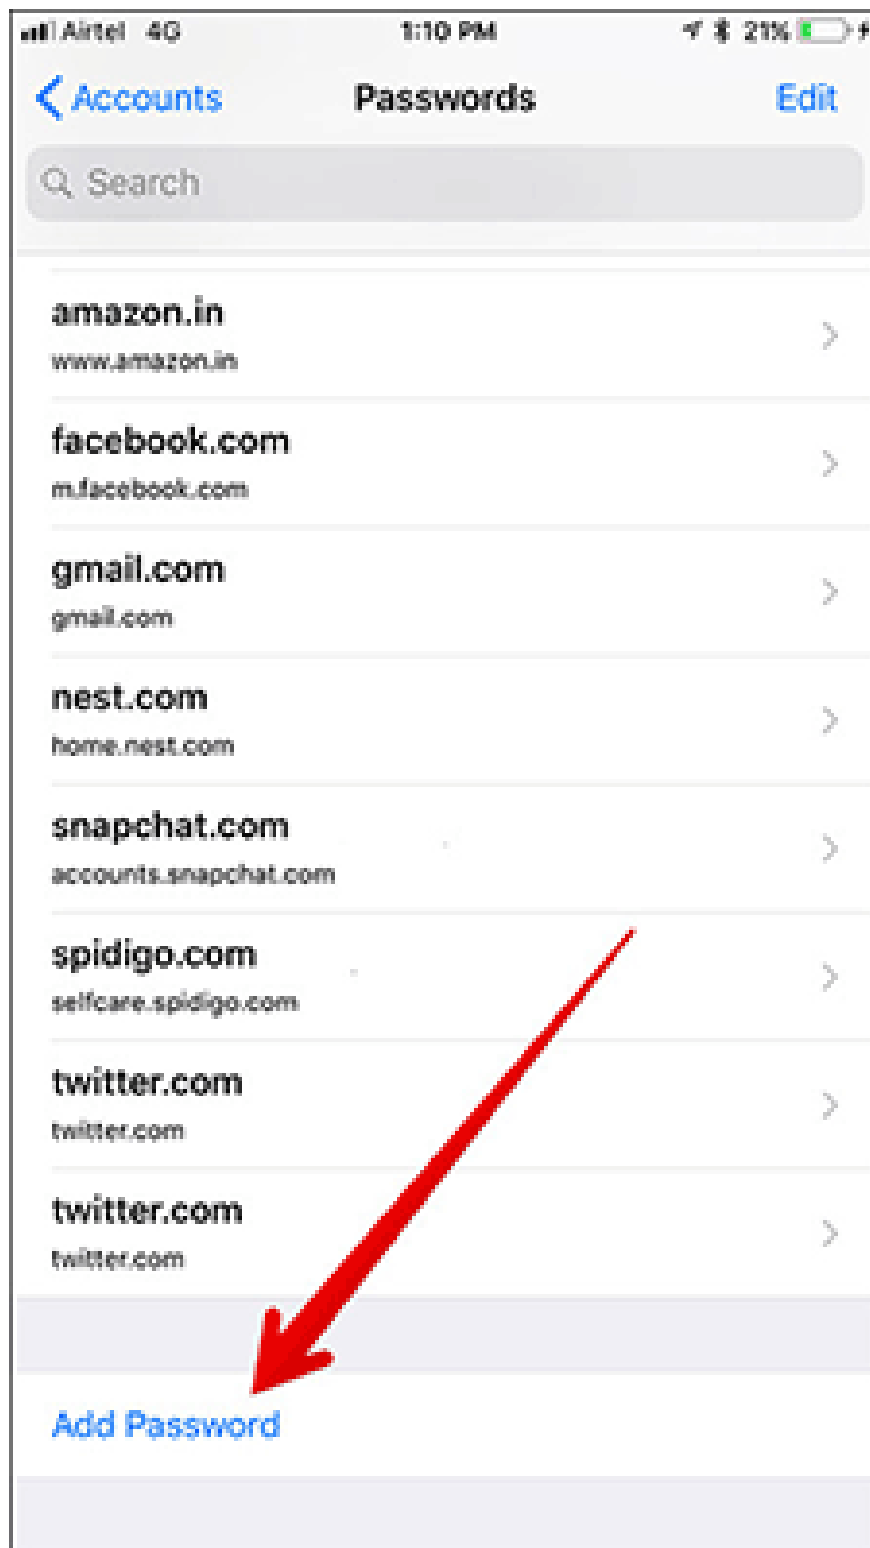 Airtel 4G 1:10 PM 21%
Accounts Passwords Edit
Search
amazon.in
www.amazon.in
facebook.com
m.facebook.com
gmail.com
gmail.com
nest.com
home.nest.com
snapchat.com
accounts.snapchat.com
spidigo.com
selfcare.spidigo.com
twitter.com
twitter.com
twitter.com
twitter.com
Add Password